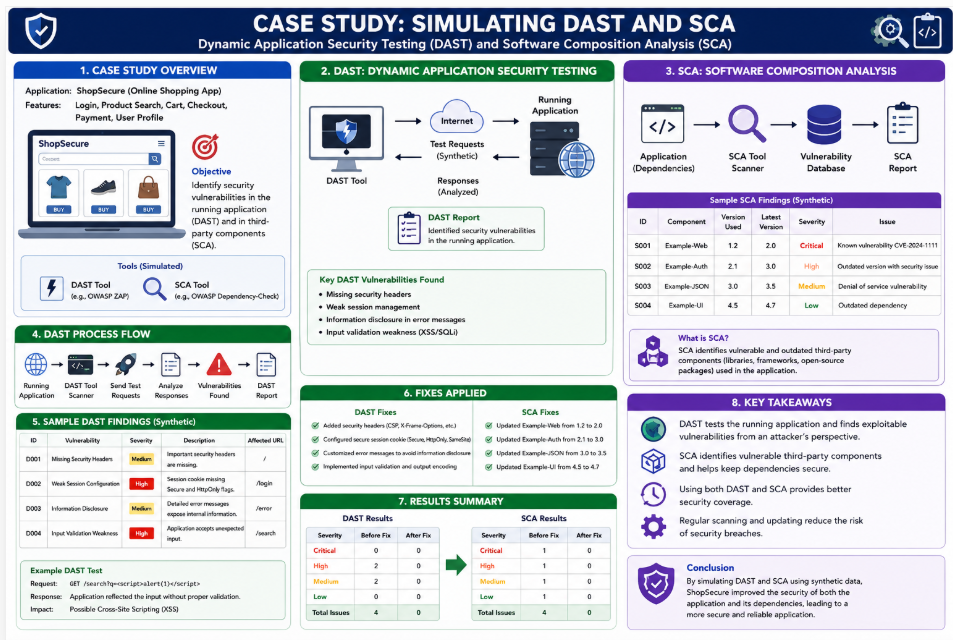 CASE STUDY: SIMULATING DAST AND SCA
Dynamic Application Security Testing (DAST) and Software Composition Analysis (SCA)
1. CASE STUDY OVERVIEW
Application: ShopSecure (Online Shopping App)
Features: Login, Product Search, Cart, Checkout,
Payment, User Profile
ShopSecure
BUY
BUY
BUY
Objective
Identify security
vulnerabilities in the
running application
(DAST) and in third-
party components
(SCA).
Tools (Simulated)
DAST Tool
(e.g., OWASP ZAP)
SCA Tool
(e.g., OWASP Dependency-Check)
2. DAST: DYNAMIC APPLICATION SECURITY TESTING
DAST Tool
Internet
Test Requests
(Synthetic)
Responses
(Analyzed)
Running
Application
DAST Report
Identified security vulnerabilities
in the running application.
Key DAST Vulnerabilities Found
• Missing security headers
• Weak session management
• Information disclosure in error messages
• Input validation weakness (XSS/SQLi)
3. SCA: SOFTWARE COMPOSITION ANALYSIS
</>
Application
(Dependencies)
SCA Tool
Scanner
Vulnerability
Database
SCA
Report
Sample SCA Findings (Synthetic)
ID Component Version Used Latest Version Severity Issue
S001 Example-Web 1.2 2.0 Critical Known vulnerability CVE-2024-1111
S002 Example-Auth 2.1 3.0 High Outdated version with security issue
S003 Example-JSON 3.0 3.5 Medium Denial of service vulnerability
S004 Example-UI 4.5 4.7 Low Outdated dependency
What is SCA?
SCA identifies vulnerable and outdated third-party
components (libraries, frameworks, open-source
packages) used in the application.
4. DAST PROCESS FLOW
Running
Application
DAST Tool
Scanner
Send Test
Requests
Analyze
Responses
Vulnerabilities
Found
DAST
Report
5. SAMPLE DAST FINDINGS (Synthetic)
ID Vulnerability Severity Description Affected URL
D001 Missing Security Headers Medium Important security headers are missing. /
D002 Weak Session Configuration High Session cookie missing Secure and HttpOnly flags. /login
D003 Information Disclosure Medium Detailed error messages expose internal information. /error
D004 Input Validation Weakness High Application accepts unexpected input. /search
Example DAST Test
Request: GET /search?q=<script>alert(1)</script>
Response: Application reflected the input without proper validation.
Impact: Possible Cross-Site Scripting (XSS)
6. FIXES APPLIED
DAST Fixes
Added security headers (CSP, X-Frame-Options, etc.)
Configured secure session cookie (Secure, HttpOnly, SameSite)
Customized error messages to avoid information disclosure
Implemented input validation and output encoding
SCA Fixes
Updated Example-Web from 1.2 to 2.0
Updated Example-Auth from 2.1 to 3.0
Updated Example-JSON from 3.0 to 3.5
Updated Example-UI from 4.5 to 4.7
7. RESULTS SUMMARY
DAST Results
Severity Before Fix After Fix
Critical 0 0
High 2 0
Medium 2 0
Low 0 0
Total Issues 4 0
SCA Results
Severity Before Fix After Fix
Critical 1 0
High 1 0
Medium 1 0
Low 1 0
Total Issues 4 0
8. KEY TAKEAWAYS
DAST tests the running application and finds exploitable
vulnerabilities from an attacker's perspective.
SCA identifies vulnerable third-party components
and helps keep dependencies secure.
Using both DAST and SCA provides better
security coverage.
Regular scanning and updating reduce the risk
of security breaches.
Conclusion
By simulating DAST and SCA using synthetic data,
ShopSecure improved the security of both the
application and its dependencies, leading to a
more secure and reliable application.